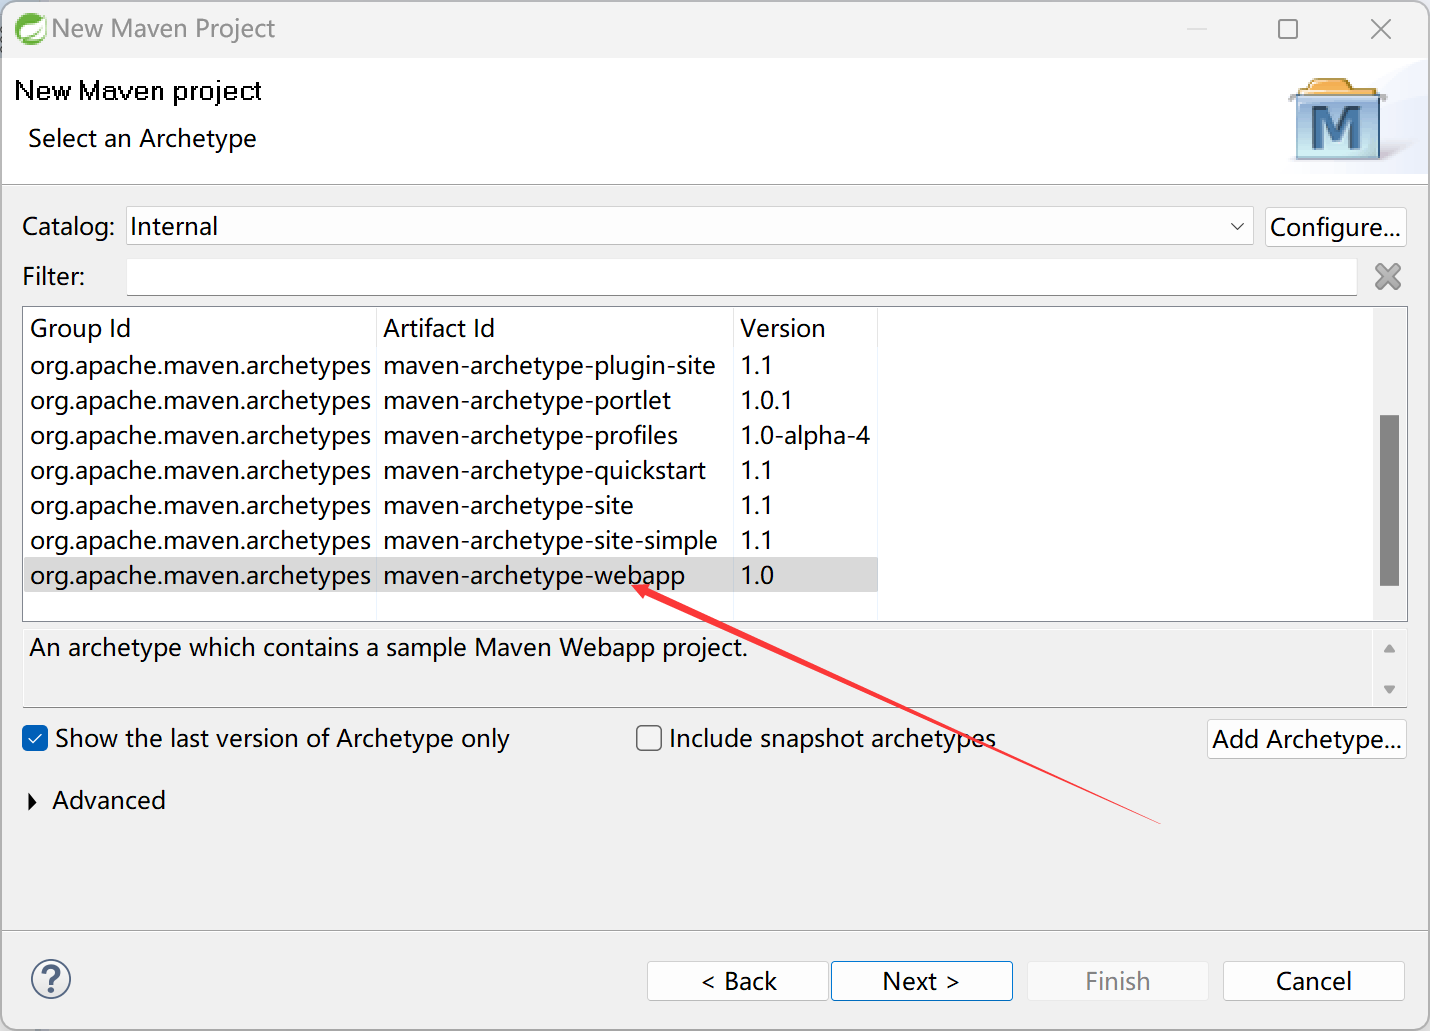 New Maven Project
New Maven project
Select an Archetype
M
Catalog: Internal Configure...
Filter:
Group Id Artifact Id Version
org.apache.maven.archetypes maven-archetype-plugin-site 1.1
org.apache.maven.archetypes maven-archetype-portlet 1.0.1
org.apache.maven.archetypes maven-archetype-profiles 1.0-alpha-4
org.apache.maven.archetypes maven-archetype-quickstart 1.1
org.apache.maven.archetypes maven-archetype-site 1.1
org.apache.maven.archetypes maven-archetype-site-simple 1.1
org.apache.maven.archetypes maven-archetype-webapp 1.0
An archetype which contains a sample Maven Webapp project.
Show the last version of Archetype only Include snapshot archetypes Add Archetype...
Advanced
? < Back Next > Finish Cancel